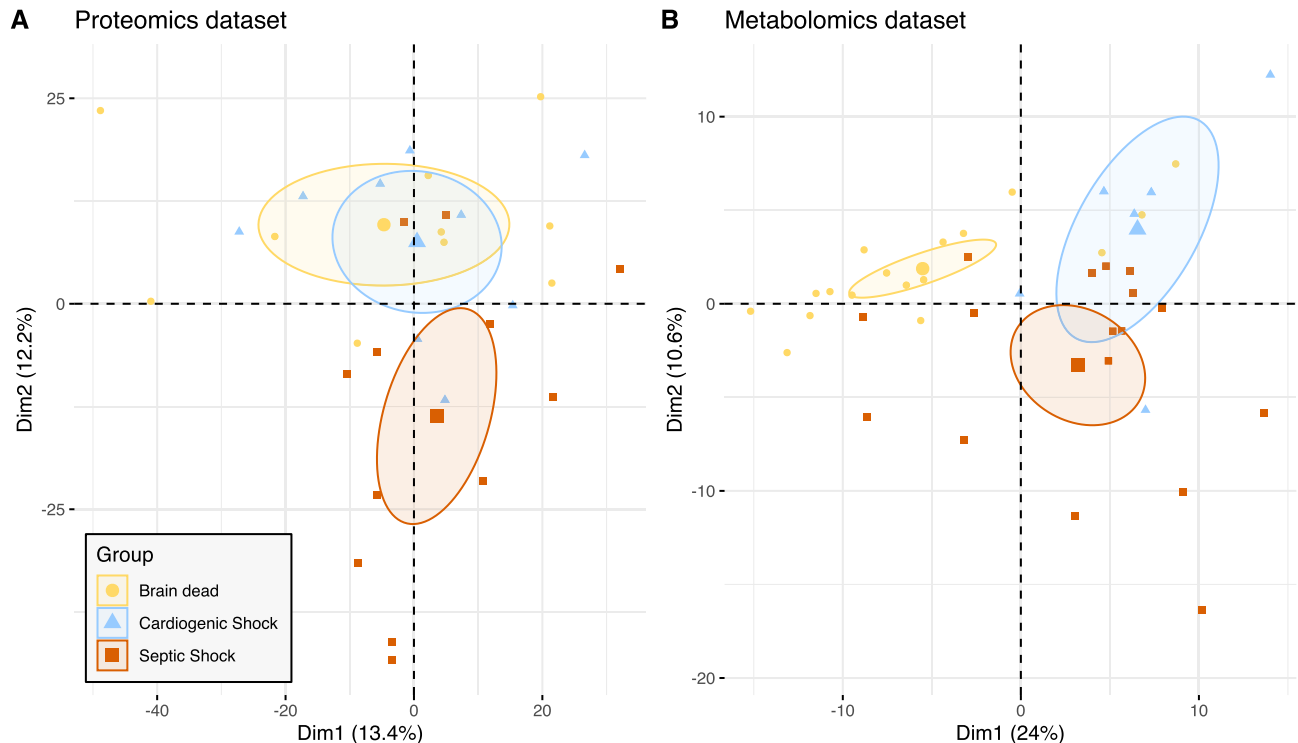 A Proteomics dataset
25
0
-25
Dim2 (12.2%)
-40 -20 0 20
Dim1 (13.4%)
Group
Brain dead
Cardiogenic Shock
Septic Shock
B Metabolomics dataset
10
0
-10
-20
Dim2 (10.6%)
-10 0 10
Dim1 (24%)